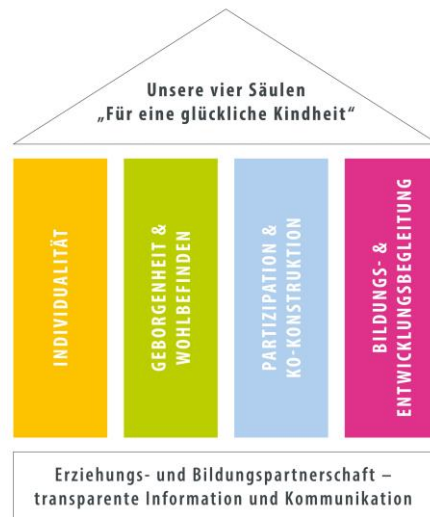 Unsere vier Säulen
„Für eine glückliche Kindheit“
INDIVIDUALITÄT
GEBORGENHEIT &
WOHLBEFINDEN
PARTIZIPATION &
KO-KONSTRUKTION
BILDUNGS- &
ENTWICKLUNGSBEGLEITUNG
Erziehungs- und Bildungspartnerschaft –
transparente Information und Kommunikation